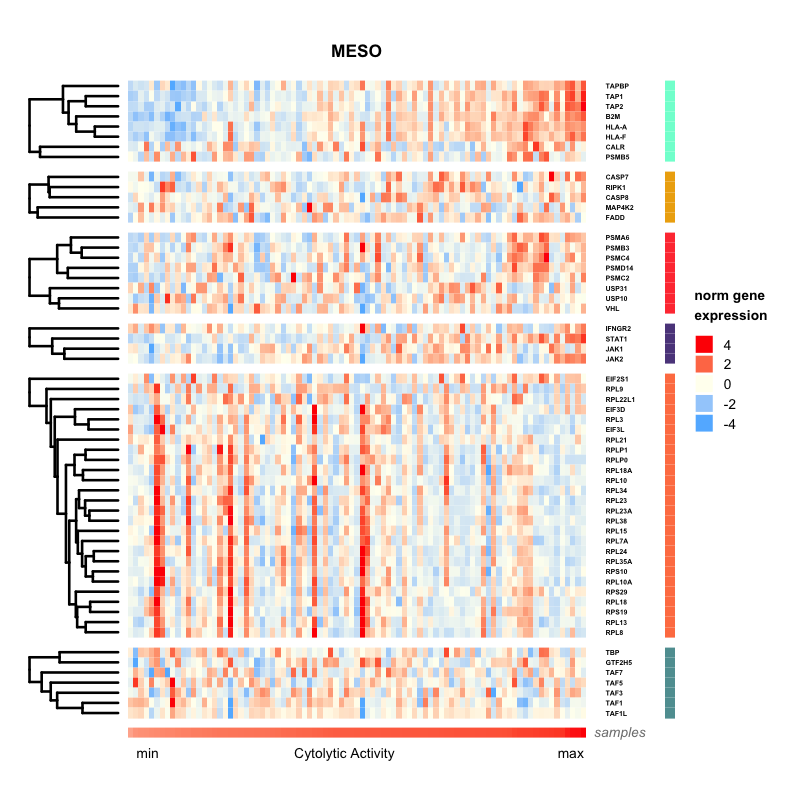 MESO
TAPBP
TAP1
TAP2
B2M
HLA-A
HLA-F
CALR
PSMB5
CASP7
RIPK1
CASP8
MAP4K2
FADD
PSMA6
PSMB3
PSMC4
PSMD14
PSMC2
USP31
USP10
VHL
IFNGR2
STAT1
JAK1
JAK2
EIF2S1
RPL9
RPL22L1
EIF3D
RPL3
EIF3L
RPL21
RPLP1
RPLP0
RPL18A
RPL10
RPL34
RPL23
RPL23A
RPL38
RPL15
RPL7A
RPL24
RPL35A
RPS10
RPL10A
RPS29
RPL18
RPS19
RPL13
RPL8
TBP
GTF2H5
TAF7
TAF5
TAF3
TAF1
TAF1L
samples
min Cytolytic Activity max
norm gene
expression
4
2
0
-2
-4